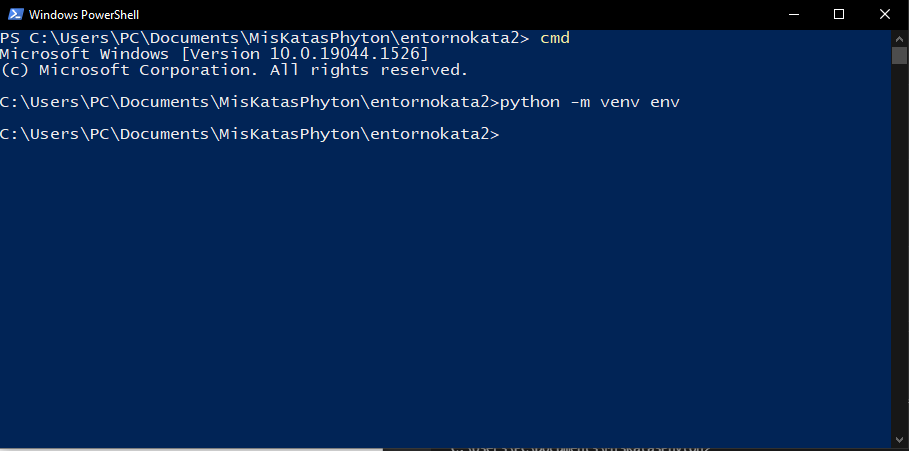 Windows PowerShell
PS C:\Users\PC\Documents\MisKatasPhyton\entornokata2> cmd
Microsoft Windows [Version 10.0.19044.1526]
(c) Microsoft Corporation. All rights reserved.
C:\Users\PC\Documents\MisKatasPhyton\entornokata2>python -m venv env
C:\Users\PC\Documents\MisKatasPhyton\entornokata2>